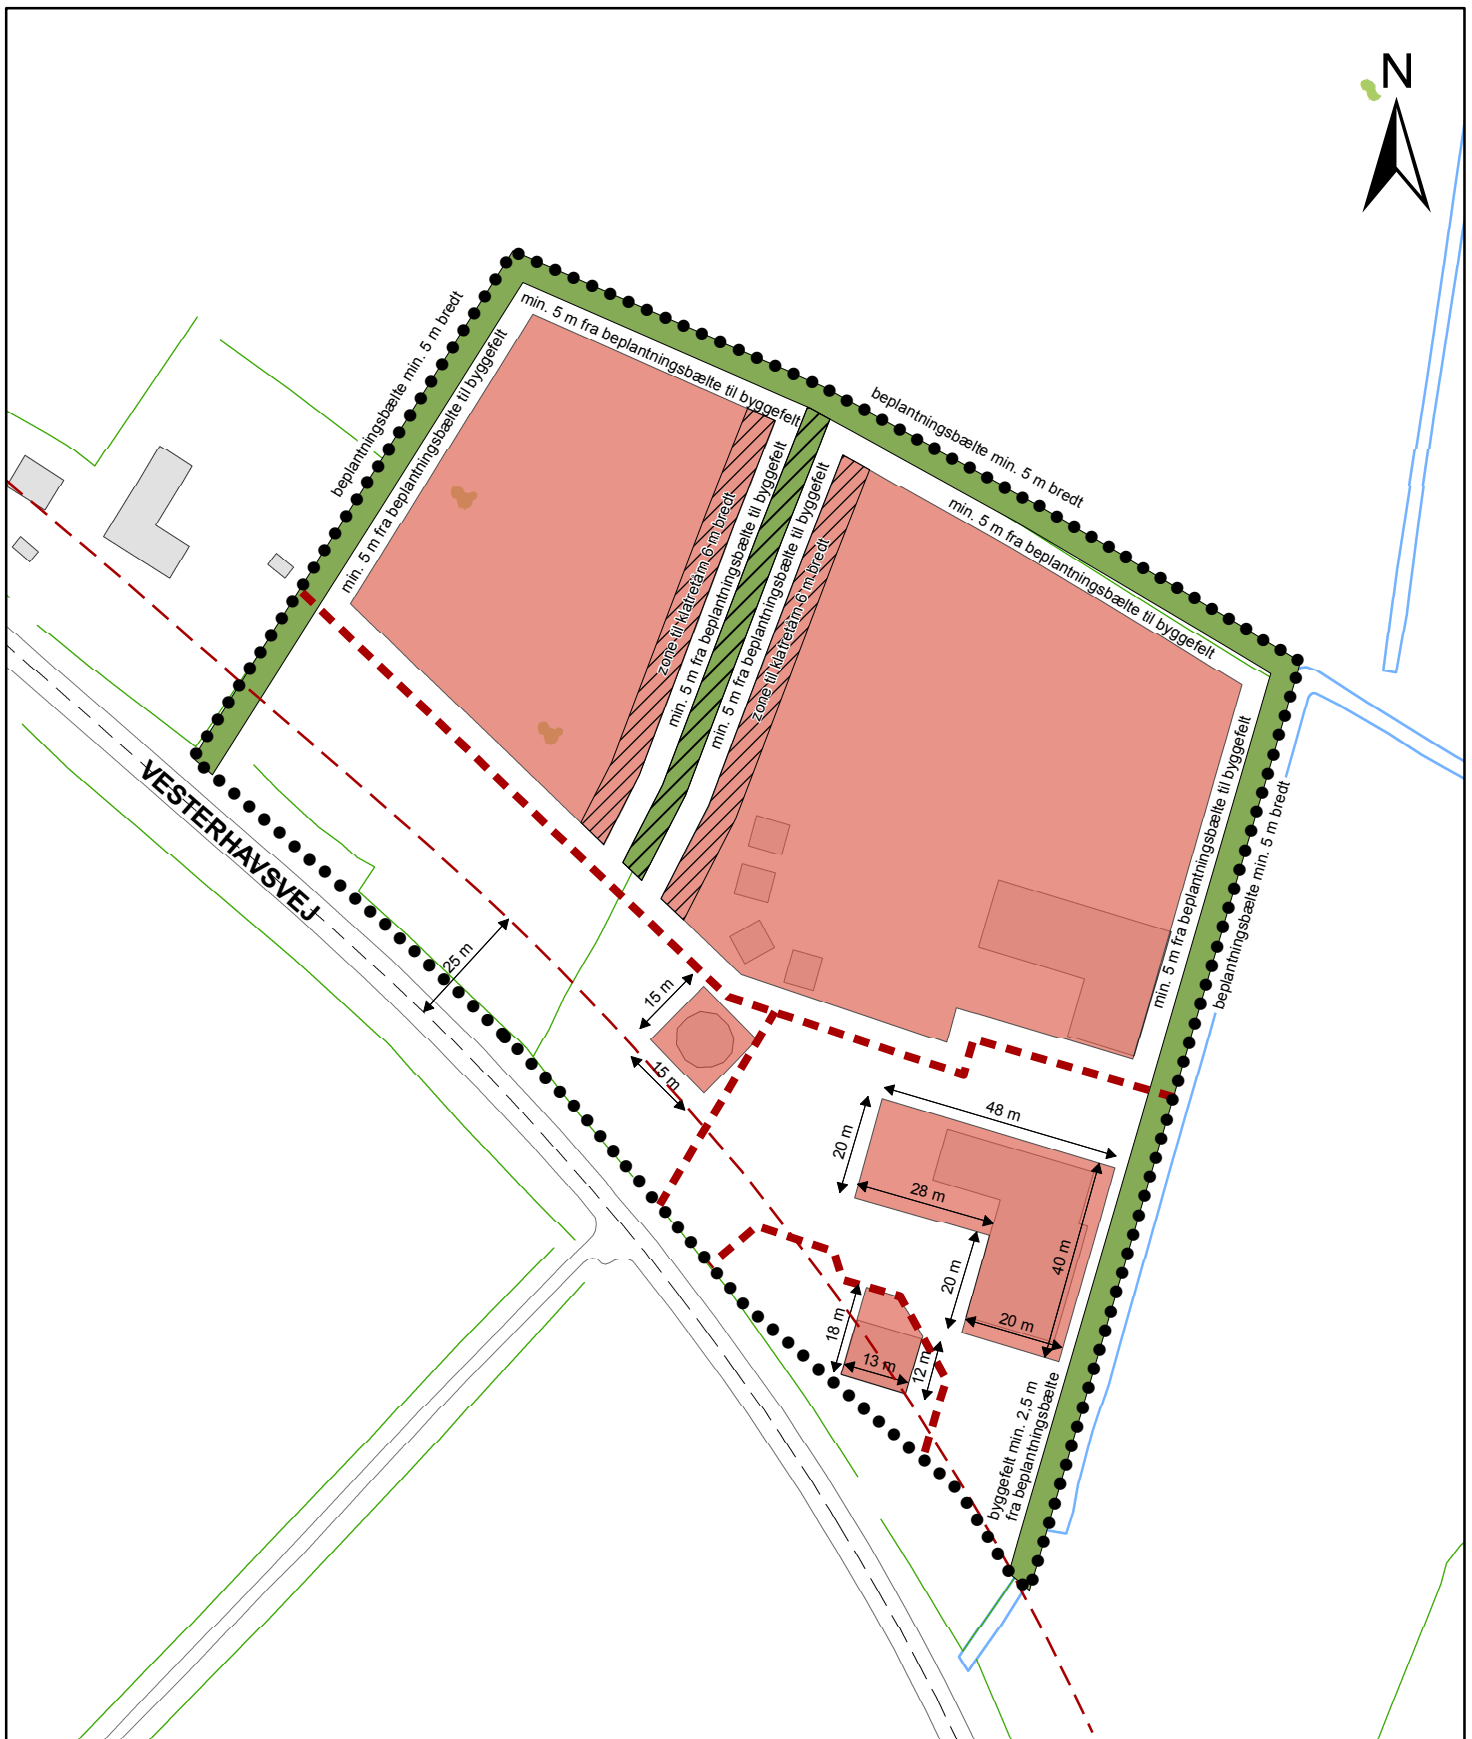 N
beplantningsbælte min. 5 m bredt
min. 5 m fra beplantningsbælte til byggefelt
min. 5 m fra beplantningsbælte til byggefelt
beplantningsbælte min. 5 m bredt
min. 5 m fra beplantningsbælte til byggefelt
zone til klatretårn 6 m bredt
min. 5 m fra beplantningsbælte til byggefelt
min. 5 m fra beplantningsbælte til byggefelt
zone til klatretårn 6 m bredt
min. 5 m fra beplantningsbælte til byggefelt
beplantningsbælte min. 5 m bredt
VESTERHAVSVEJ
25 m
15 m
15 m
48 m
20 m
28 m
40 m
20 m
20 m
18 m
13 m
12 m
byggefelt min. 2,5 m
fra beplantningsbælte